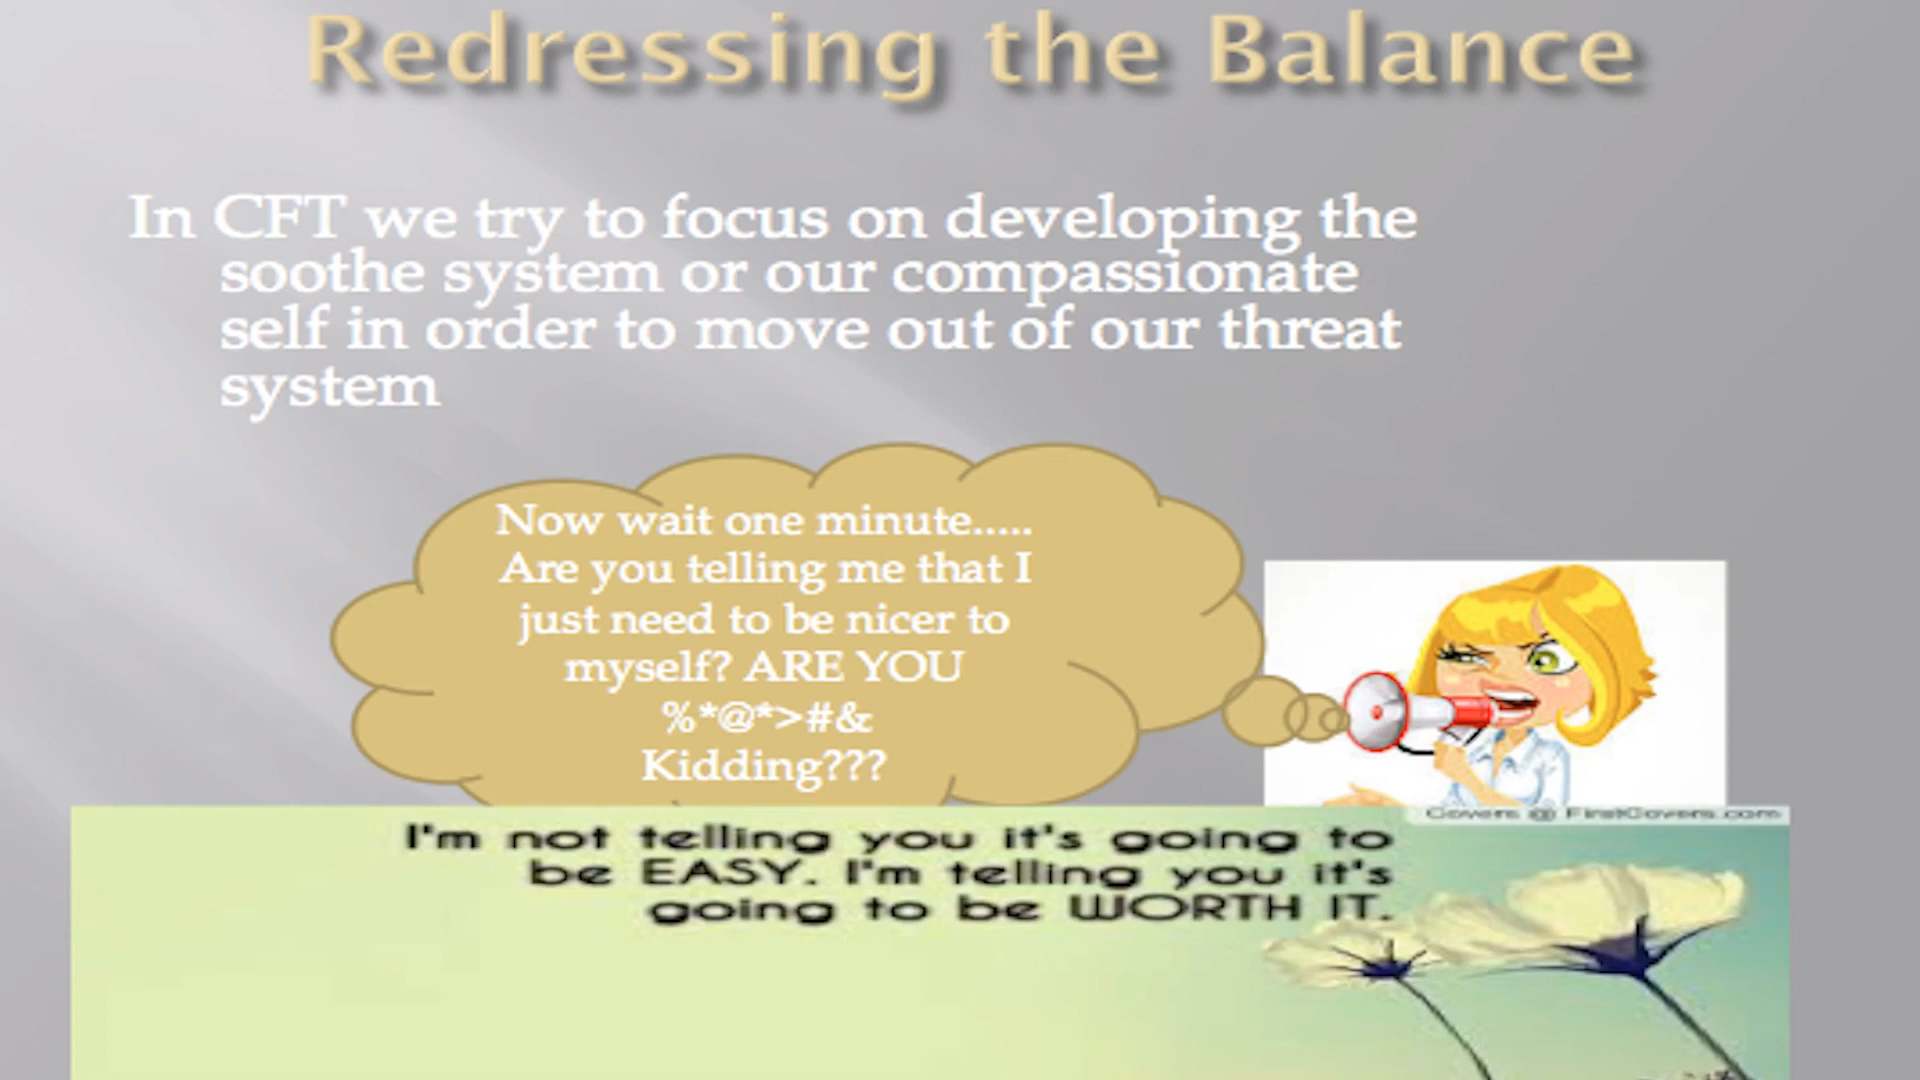 Redressing the Balance
In CFT we try to focus on developing the
soothe system or our compassionate
self in order to move out of our threat
system
Now wait one minute.....
Are you telling me that I
just need to be nicer to
myself? ARE YOU
%*@*>#&
Kidding???
Covers @ FirstCovers.com
I'm not telling you it's going to
be EASY. I'm telling you it's
going to be WORTH IT.